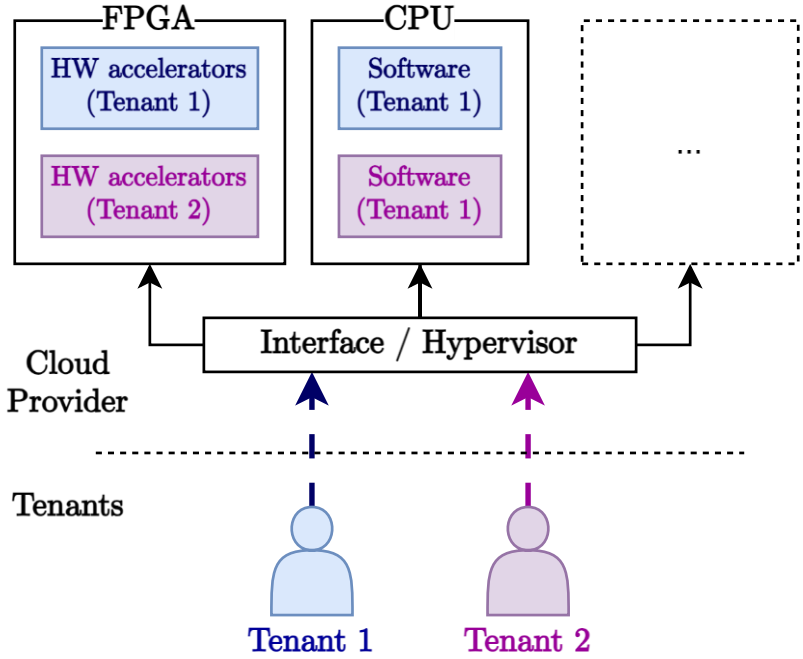 FPGA
HW accelerators
(Tenant 1)
HW accelerators
(Tenant 2)
CPU
Software
(Tenant 1)
Software
(Tenant 1)
...
Interface / Hypervisor
Cloud
Provider
Tenants
Tenant 1
Tenant 2